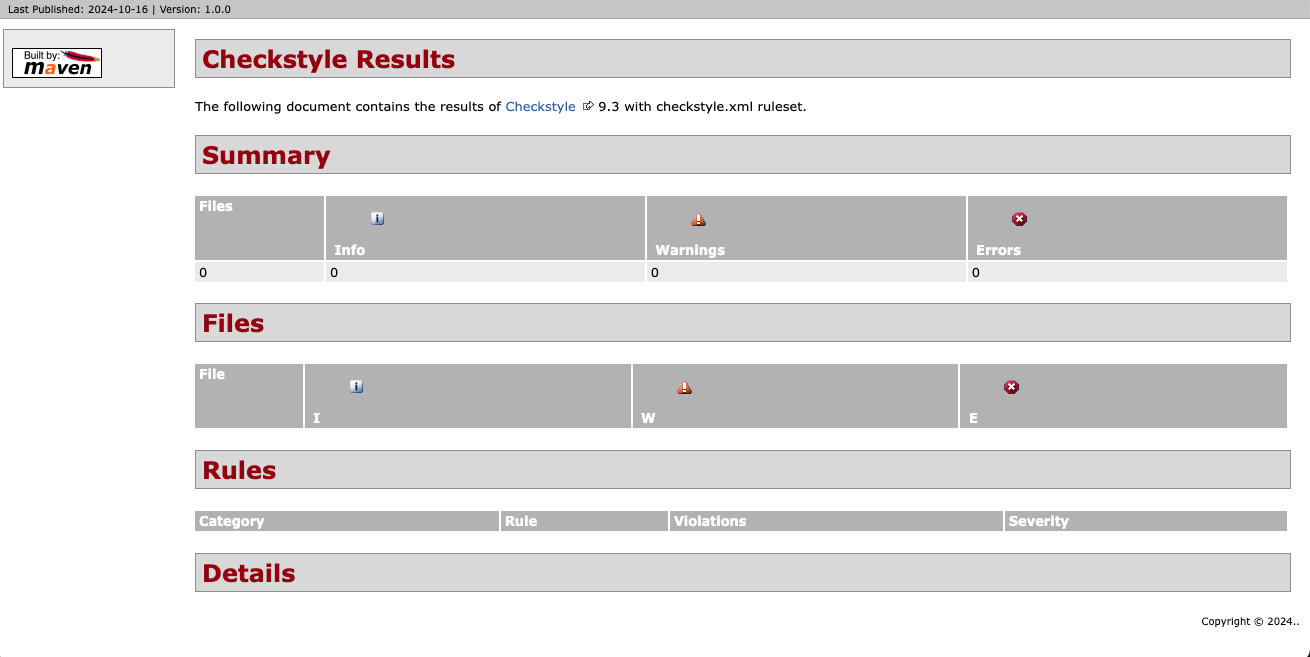 Last Published: 2024-10-16 | Version: 1.0.0
Built by:
maven
Checkstyle Results
The following document contains the results of Checkstyle 9.3 with checkstyle.xml ruleset.
Summary
Files Info Warnings Errors
0 0 0 0
Files
File I W E
Rules
Category Rule Violations Severity
Details
Copyright © 2024..